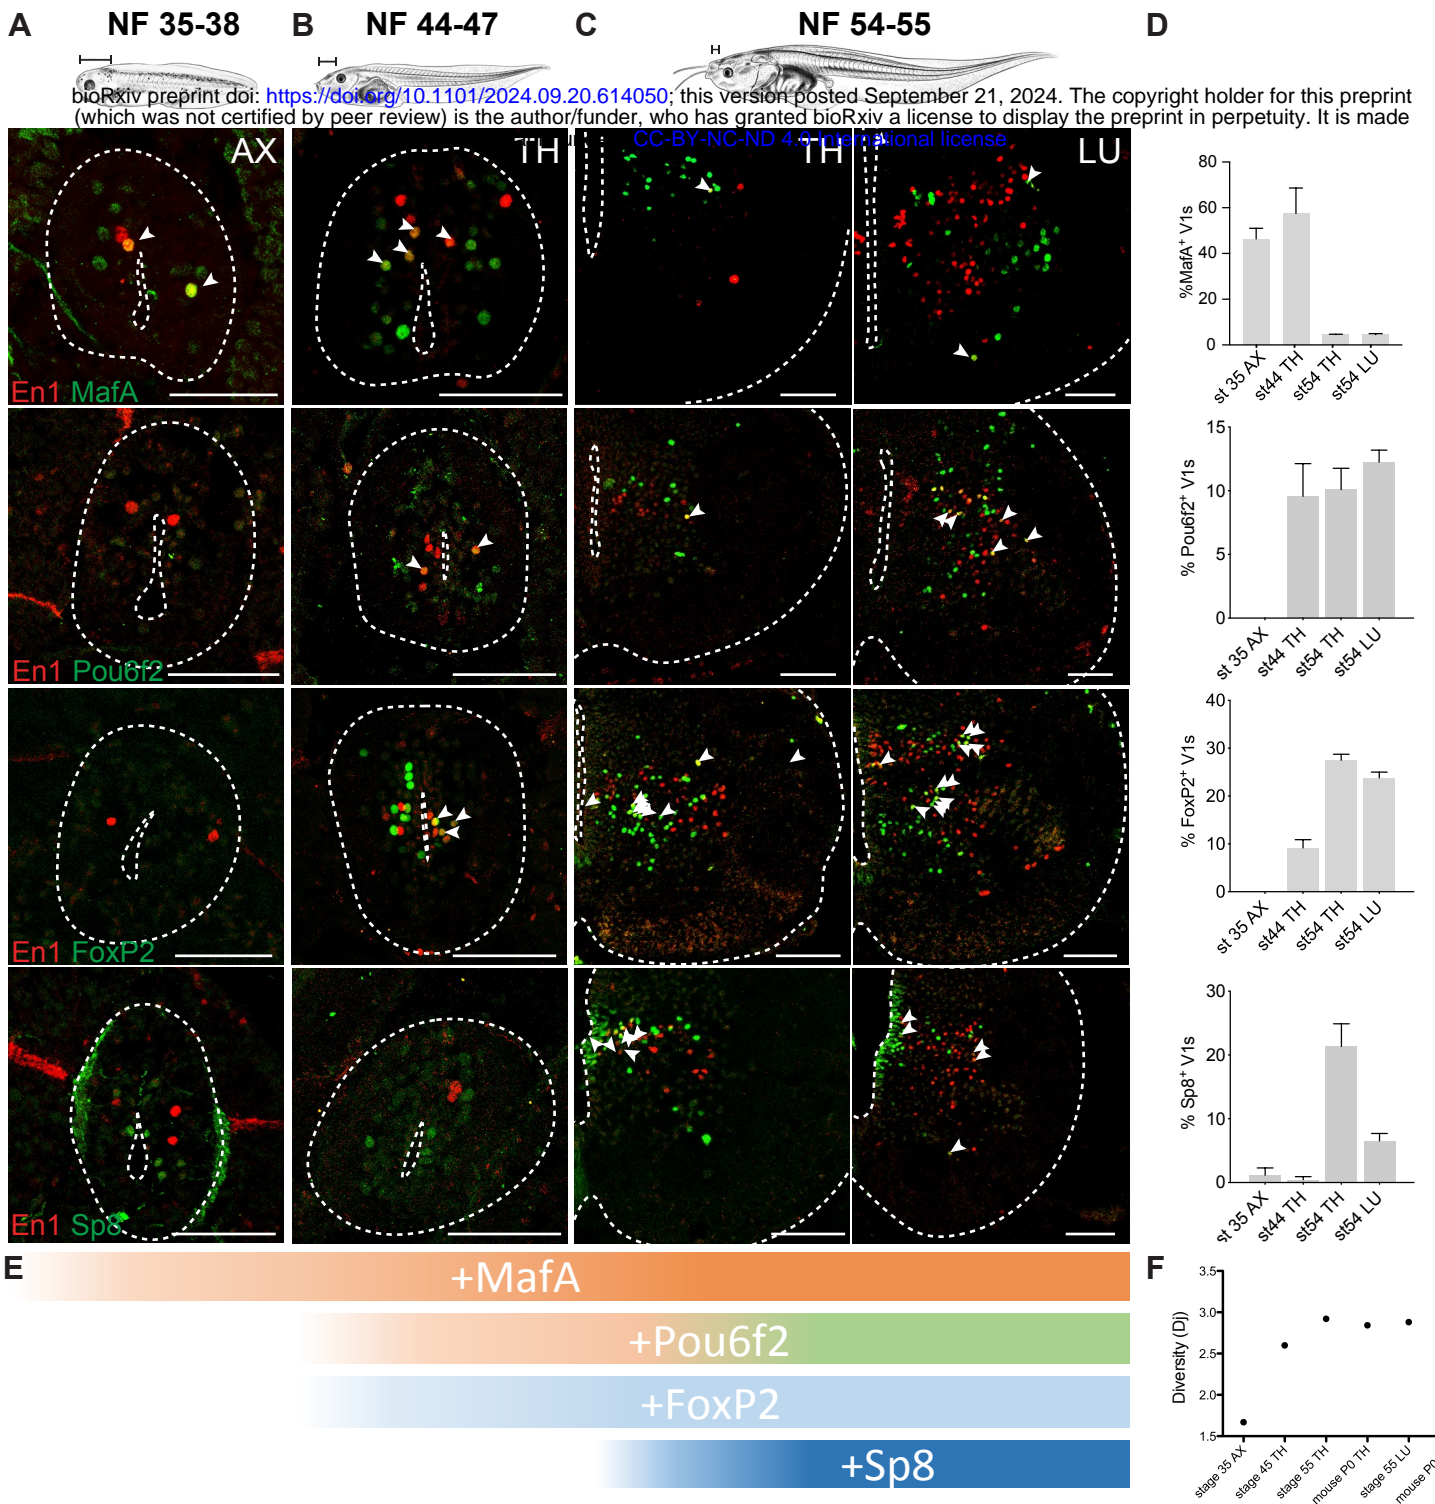 A NF 35-38 B NF 44-47 C NF 54-55 D
bioRxiv preprint doi: https://doi.org/10.1101/2024.09.20.614050; this version posted September 21, 2024. The copyright holder for this preprint
(which was not certified by peer review) is the author/funder, who has granted bioRxiv a license to display the preprint in perpetuity. It is made
CC-BY-NC-ND 4.0 International license
AX TH TH LU
En1 MafA
80
60
40
20
0
%MafA+ V1s
st 35 AX st44 TH st54 TH st54 LU
En1 Pou6f2
15
10
5
0
% Pou6f2+ V1s
st 35 AX st44 TH st54 TH st54 LU
En1 FoxP2
40
30
20
10
0
% FoxP2+ V1s
st 35 AX st44 TH st54 TH st54 LU
En1 Sp8
30
20
10
0
% Sp8+ V1s
st 35 AX st44 TH st54 TH st54 LU
E
+MafA
+Pou6f2
+FoxP2
+Sp8
F
3.5
3.0
2.5
2.0
1.5
Diversity (Dj)
stage 35 AX stage 45 TH stage 55 TH mouse P0 TH stage 55 LU mouse P0